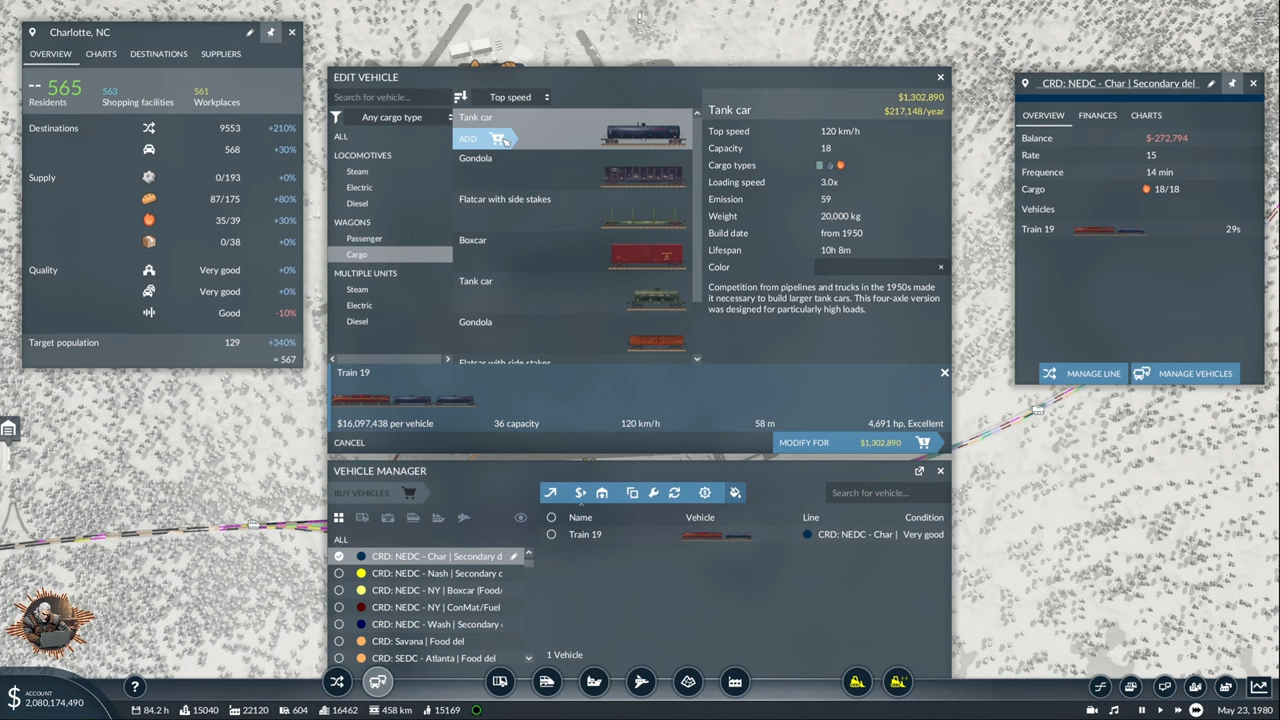 Charlotte, NC
OVERVIEW CHARTS DESTINATIONS SUPPLIERS
-- 565 563 561
Residents Shopping facilities Workplaces
Destinations 9553 +210%
568 +30%
Supply 0/193 +0%
87/175 +80%
35/39 +30%
0/38 +0%
Quality Very good +0%
Very good +0%
Good -10%
Target population 129 +340%
= 567
EDIT VEHICLE
Search for vehicle... Top speed
Any cargo type
ALL
LOCOMOTIVES
Steam
Electric
Diesel
WAGONS
Passenger
Cargo
MULTIPLE UNITS
Steam
Electric
Diesel
Tank car
ADD
Gondola
Flatcar with side stakes
Boxcar
Tank car
Gondola
Flatcar with side stakes
$1,302,890
Tank car $217,148/year
Top speed 120 km/h
Capacity 18
Cargo types
Loading speed 3.0x
Emission 59
Weight 20,000 kg
Build date from 1950
Lifespan 10h 8m
Color
Competition from pipelines and trucks in the 1950s made
it necessary to build larger tank cars. This four-axle version
was designed for particularly high loads.
Train 19
$16,097,438 per vehicle 36 capacity 120 km/h 58 m 4,691 hp, Excellent
CANCEL MODIFY FOR $1,302,890
VEHICLE MANAGER
BUY VEHICLES Search for vehicle...
Name Vehicle Line Condition
Train 19 CRD: NEDC - Char | Very good
ALL
CRD: NEDC - Char | Secondary d
CRD: NEDC - Nash | Secondary
CRD: NEDC - NY | Boxcar (Food/
CRD: NEDC - NY | ConMat/Fuel
CRD: NEDC - Wash | Secondary
CRD: Savana | Food del
CRD: SEDC - Atlanta | Food del
1 Vehicle
CRD: NEDC - Char | Secondary del
OVERVIEW FINANCES CHARTS
Balance $-272,794
Rate 15
Frequence 14 min
Cargo 18/18
Vehicles
Train 19 29s
MANAGE LINE MANAGE VEHICLES
$ ACCOUNT
2,080,174,490
?
84.2 h 15040 22120 604 16462 458 km 15169 May 23, 1980